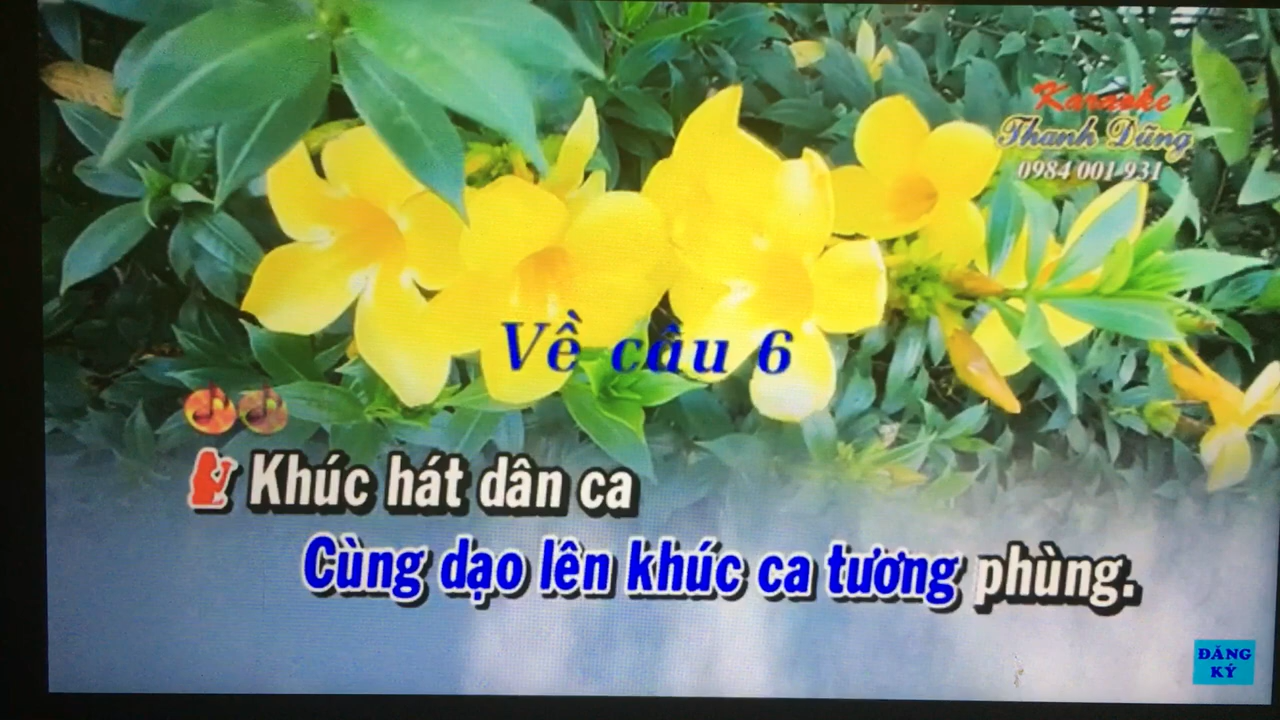 Karaoke
Thanh Dũng
0984 001 931
Về câu 6
Khúc hát dân ca
Cùng dạo lên khúc ca tương phùng.
ĐĂNG
KÝ